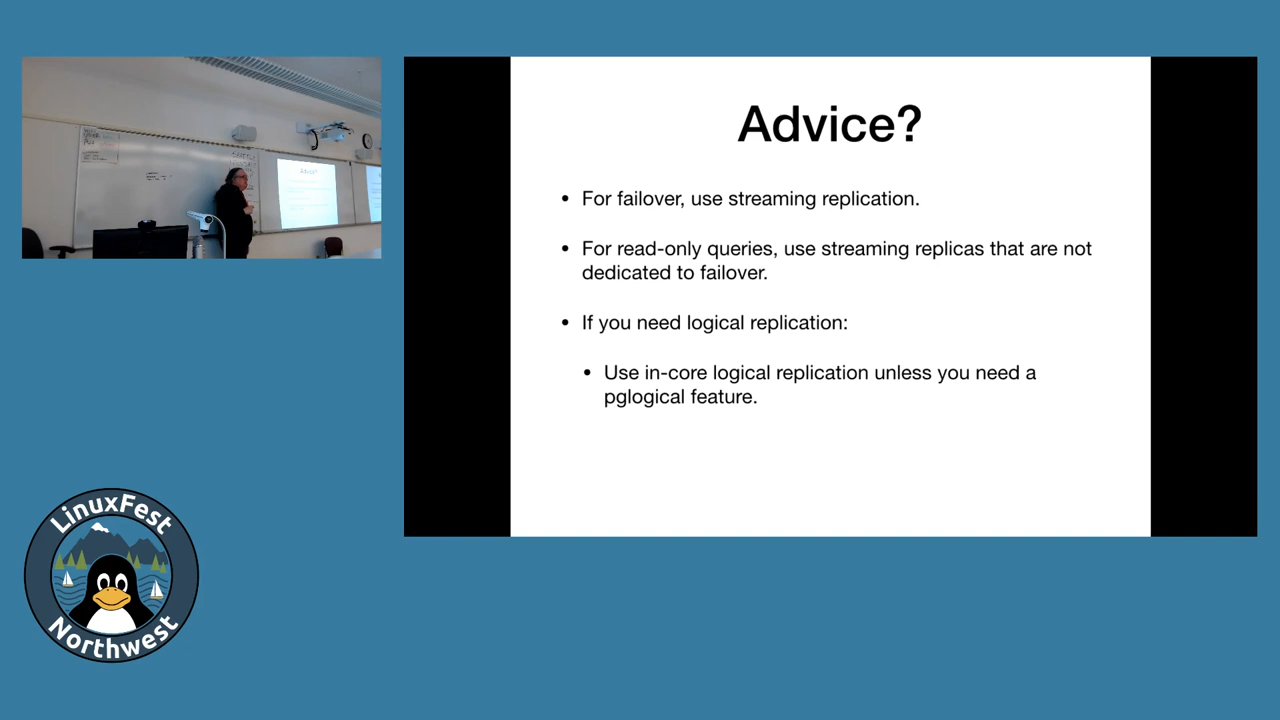 Advice?
• For failover, use streaming replication.
• For read-only queries, use streaming replicas that are not
dedicated to failover.
• If you need logical replication:
• Use in-core logical replication unless you need a
pglogical feature.
Advice?
LinuxFest
Northwest